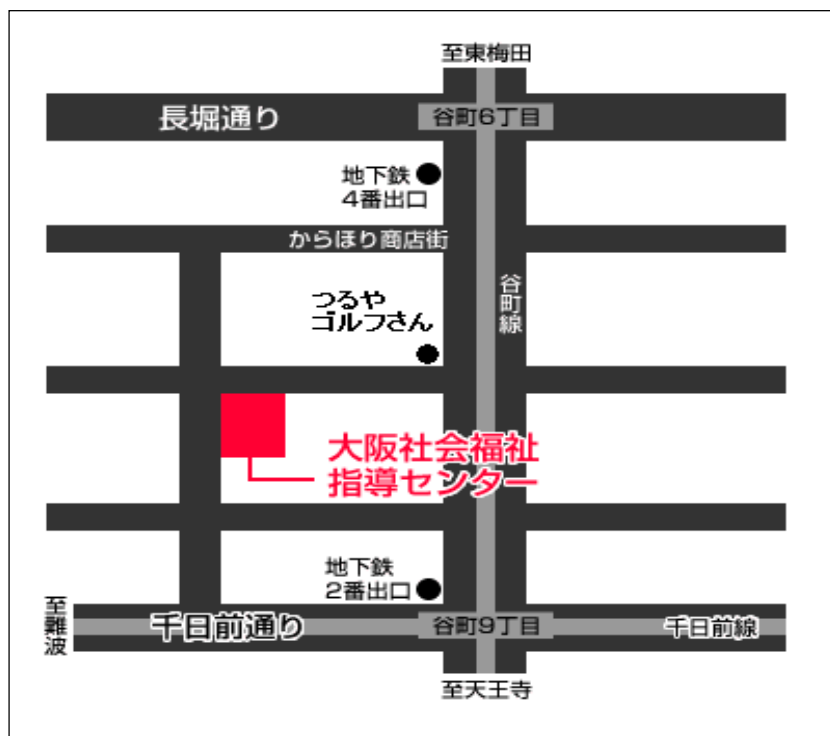 至東梅田
長堀通り
谷町6丁目
地下鉄
4番出口
からほり商店街
谷町線
つるや
ゴルフさん
大阪社会福祉
指導センター
地下鉄
2番出口
至難波
千日前通り
谷町9丁目
千日前線
至天王寺